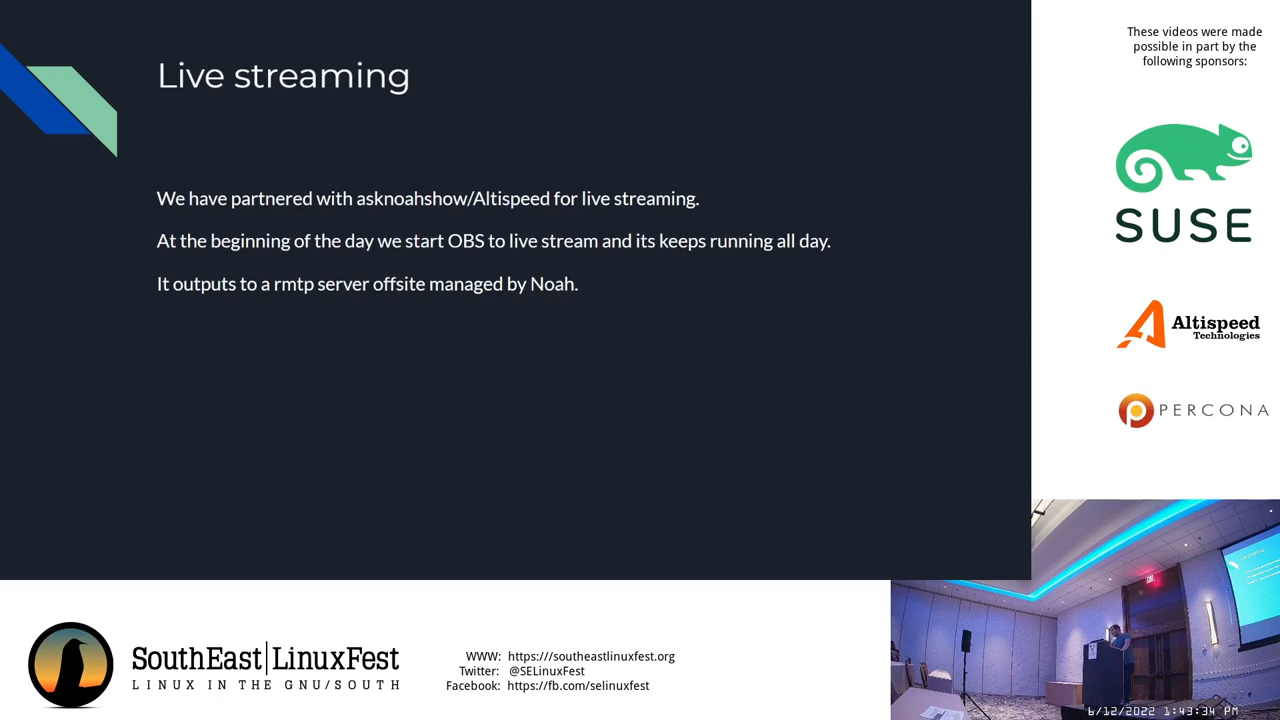 Live streaming
We have partnered with asknoahshow/Altispeed for live streaming.
At the beginning of the day we start OBS to live stream and its keeps running all day.
It outputs to a rmtp server offsite managed by Noah.
These videos were made
possible in part by the
following sponsors:
SUSE
Altispeed
Technologies
PERCONA
6/12/2022 1:43:34 PM
SouthEast|LinuxFest
LINUX IN THE GNU/SOUTH
WWW: https:///southeastlinuxfest.org
Twitter: @SELinuxFest
Facebook: https://fb.com/selinuxfest